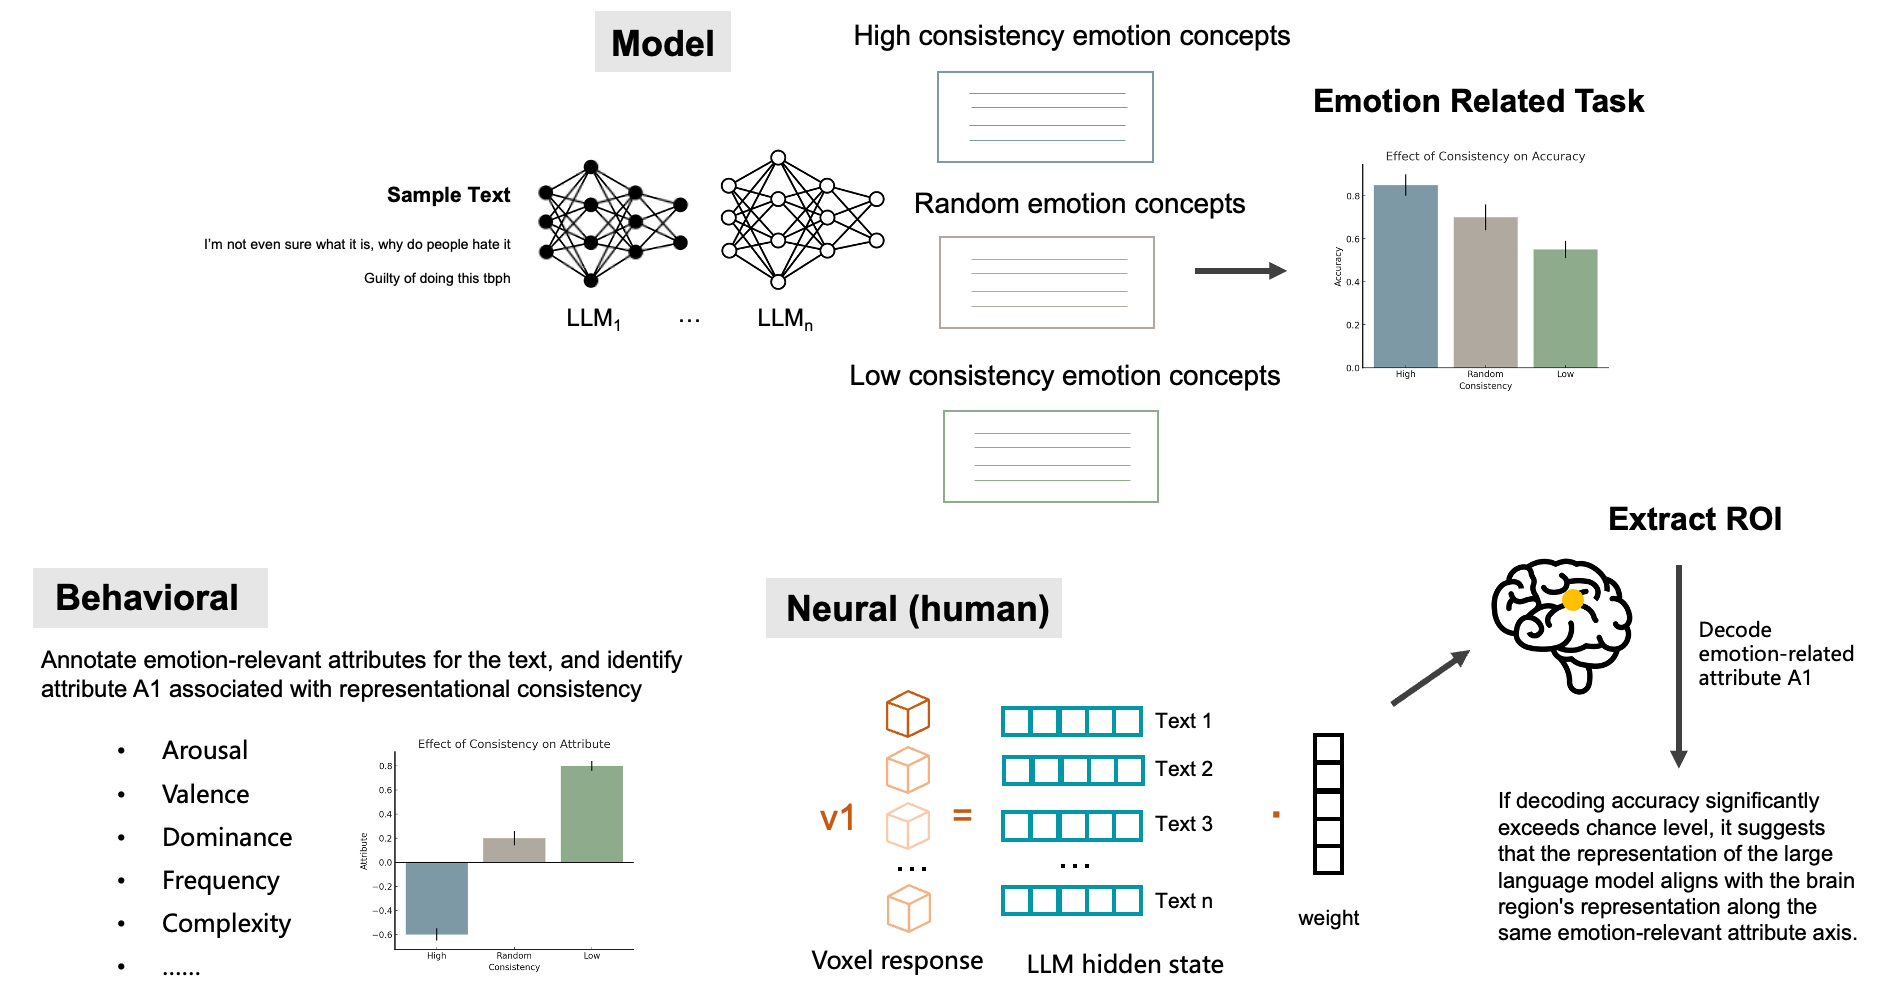 Model
High consistency emotion concepts
Emotion Related Task
Sample Text
I'm not even sure what it is, why do people hate it
Guilty of doing this tbph
LLM1
...
LLMn
Random emotion concepts
Low consistency emotion concepts
Effect of Consistency on Accuracy
Accuracy
0.8
0.6
0.4
0.2
0.0
High
Random
Low
Consistency
Behavioral
Annotate emotion-relevant attributes for the text, and identify
attribute A1 associated with representational consistency
• Arousal
• Valence
• Dominance
• Frequency
• Complexity
• ......
Effect of Consistency on Attribute
Attribute
0.8
0.6
0.4
0.2
0.0
−0.2
−0.4
−0.6
High
Random
Low
Consistency
Neural (human)
v1
...
Voxel response
=
Text 1
Text 2
Text 3
...
Text n
LLM hidden state
·
weight
Extract ROI
Decode
emotion-related
attribute A1
If decoding accuracy significantly
exceeds chance level, it suggests
that the representation of the large
language model aligns with the brain
region's representation along the
same emotion-relevant attribute axis.